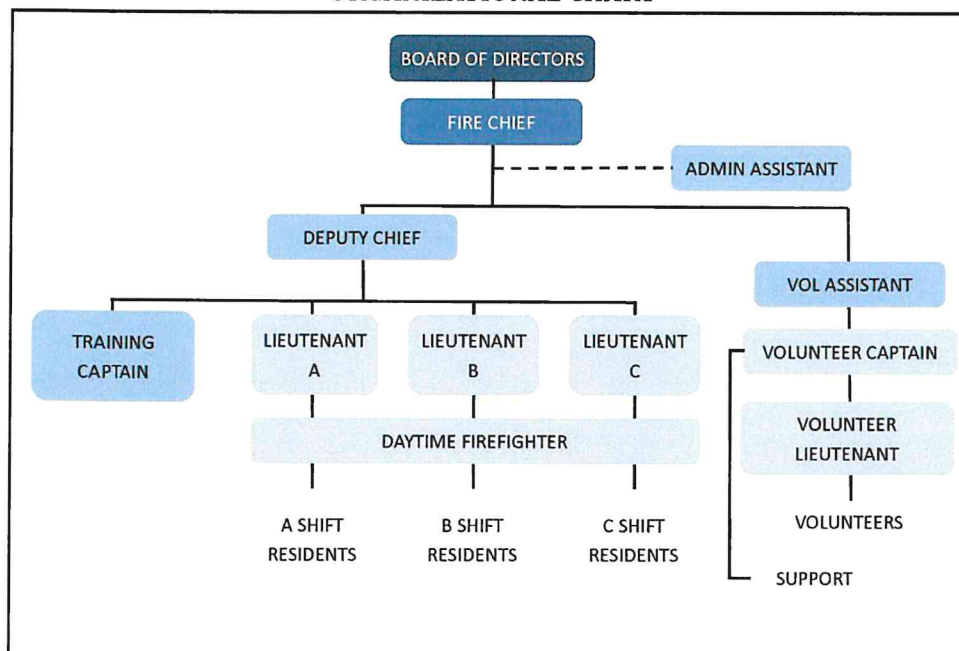 BOARD OF DIRECTORS
FIRE CHIEF
ADMIN ASSISTANT
DEPUTY CHIEF
VOL ASSISTANT
TRAINING
CAPTAIN
LIEUTENANT
A
LIEUTENANT
B
LIEUTENANT
C
VOLUNTEER CAPTAIN
DAYTIME FIREFIGHTER
VOLUNTEER
LIEUTENANT
A SHIFT
RESIDENTS
B SHIFT
RESIDENTS
C SHIFT
RESIDENTS
VOLUNTEERS
SUPPORT